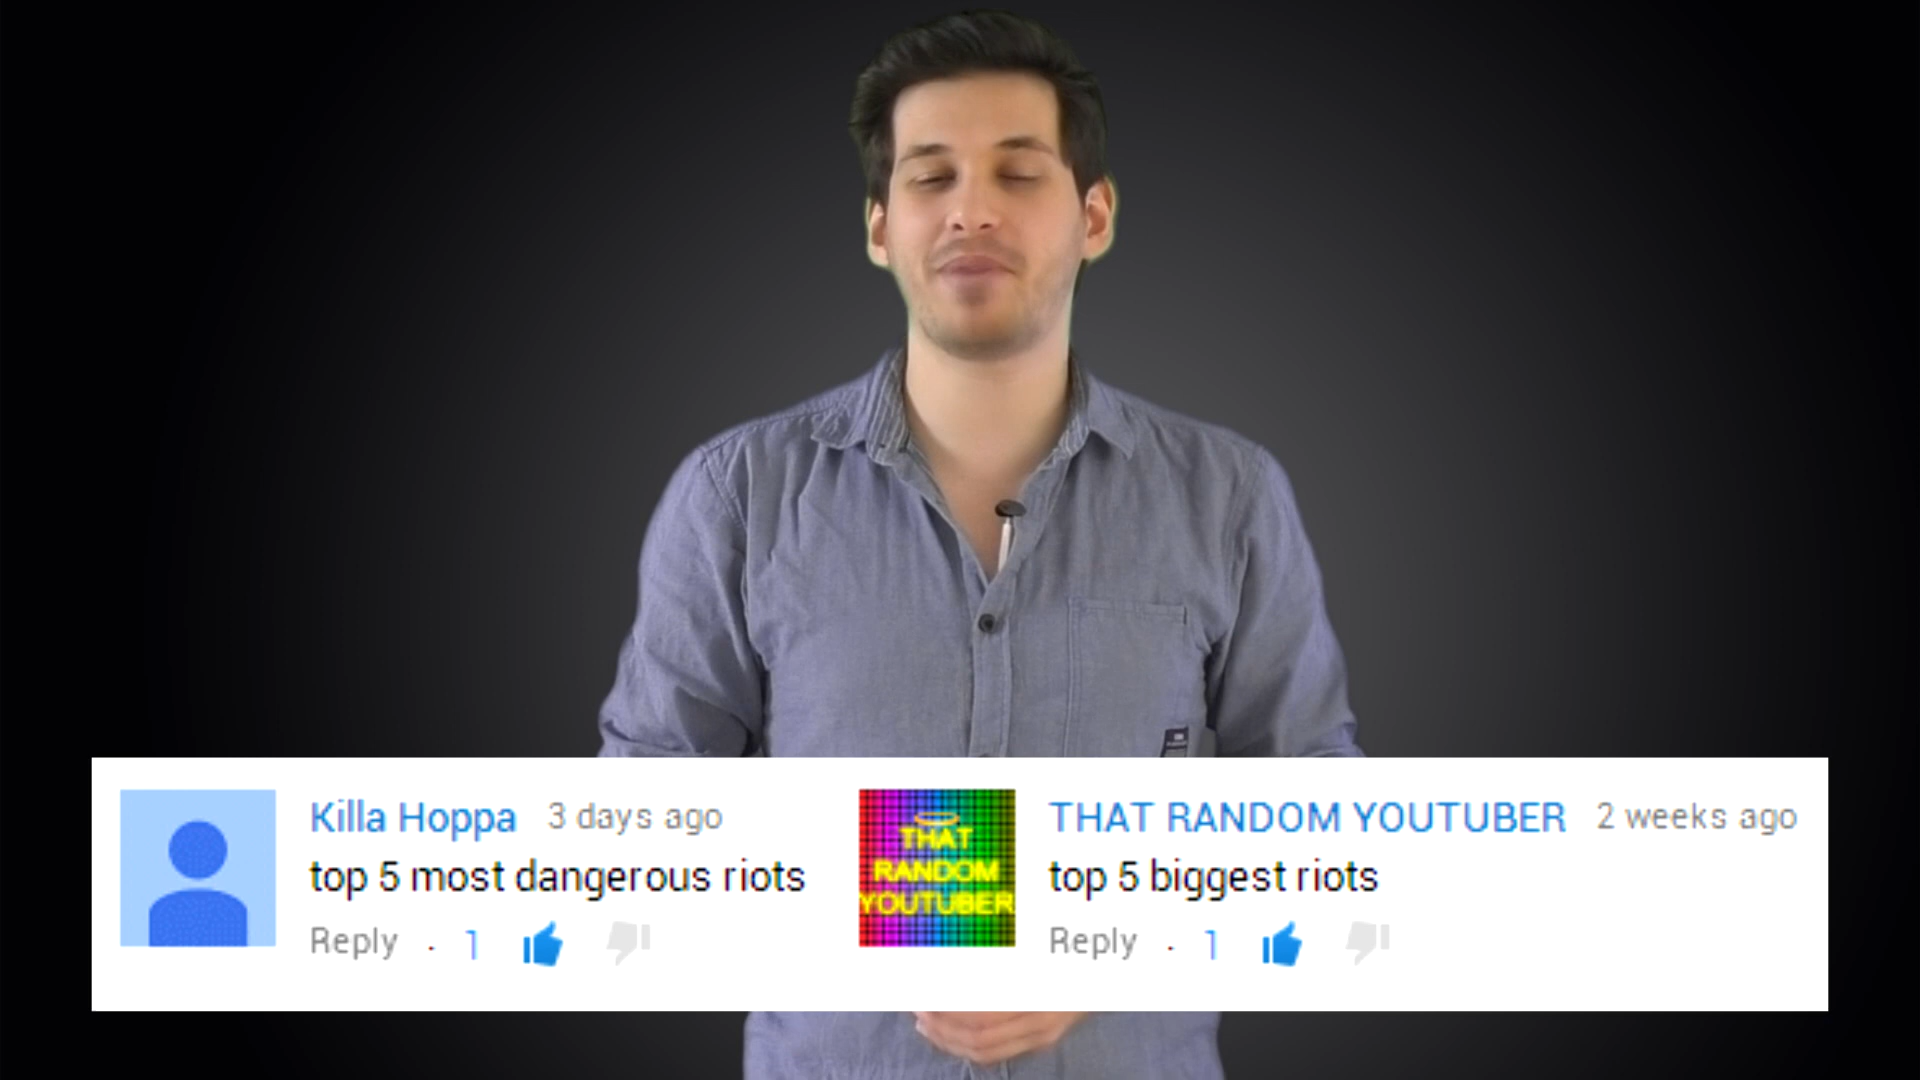 Killa Hoppa 3 days ago
top 5 most dangerous riots
Reply · 1
THAT RANDOM YOUTUBER
THAT RANDOM YOUTUBER 2 weeks ago
top 5 biggest riots
Reply · 1